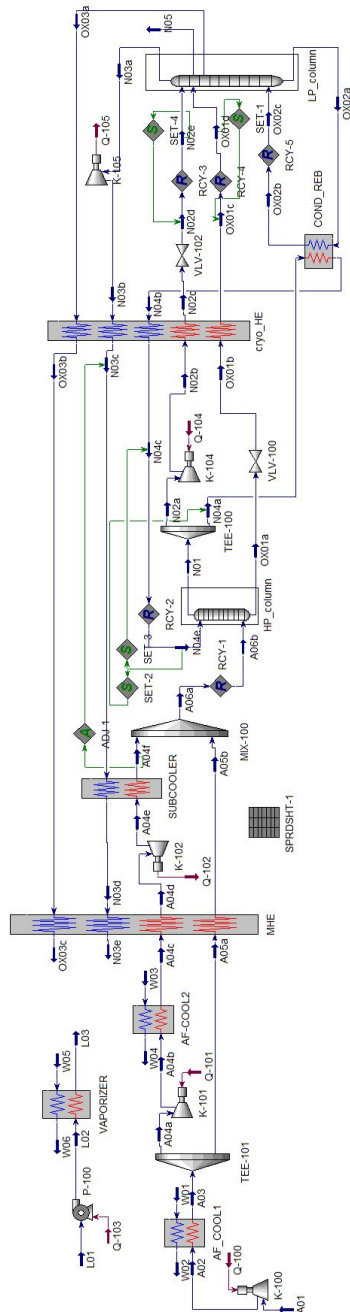 A01
Q-100
K-100
A02
AF_COOL1
W02
W01
A03
TEE-101
A04a
K-101
Q-101
A04b
AF-COOL2
W04
W03
A04c
A05a
L01
Q-103
P-100
L02
VAPORIZER
W06
W05
L03
MHE
OX03c
N03e
N03d
A04d
K-102
Q-102
A04e
SUBCOOLER
A04f
A05b
SPRDSHT-1
MIX-100
ADJ-1
A
A06a
RCY-1
R
A06b
HP_column
SET-2
S
SET-3
S
N04e
RCY-2
R
N01
OX01a
TEE-100
N02a
N04a
K-104
Q-104
VLV-100
N04c
N02b
OX01b
cryo_HE
OX03b
N03b
N03c
N04b
N02c
VLV-102
N02d
OX01c
RCY-3
R
RCY-4
R
SET-4
S
N02e
OX01d
S
SET-1
K-105
Q-105
COND_REB
OX02b
RCY-5
R
OX02c
LP_column
OX02a
N03a
N05
OX03a